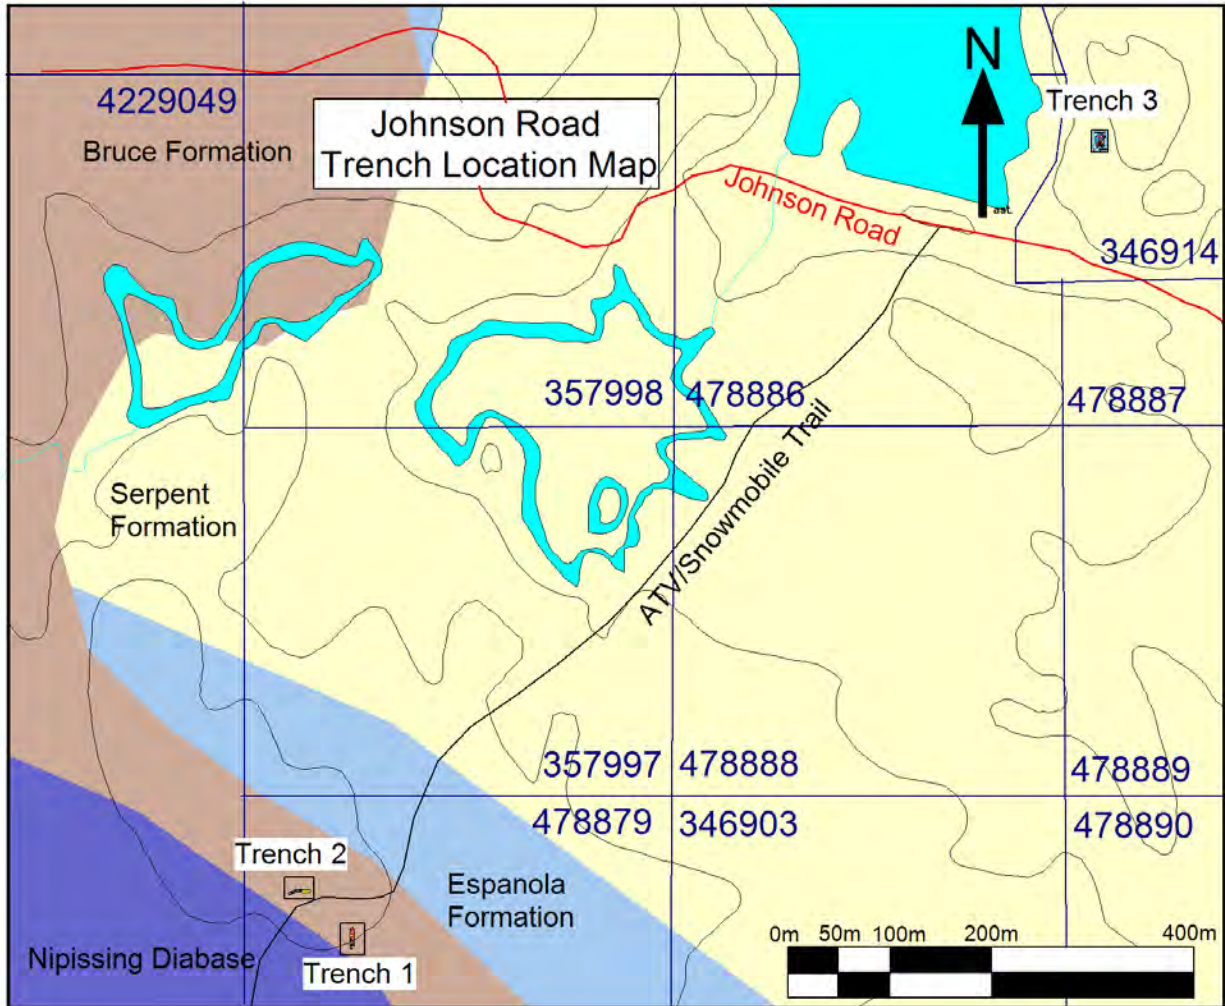 N
4229049
Trench 3
Johnson Road
Trench Location Map
Bruce Formation
Johnson Road
ast.
346914
357998
478886
478887
ATV/Snowmobile Trail
Serpent
Formation
357997
478888
478889
478879
346903
478890
Trench 2
Espanola
Formation
Nipissing Diabase
Trench 1
0m 50m 100m 200m 400m